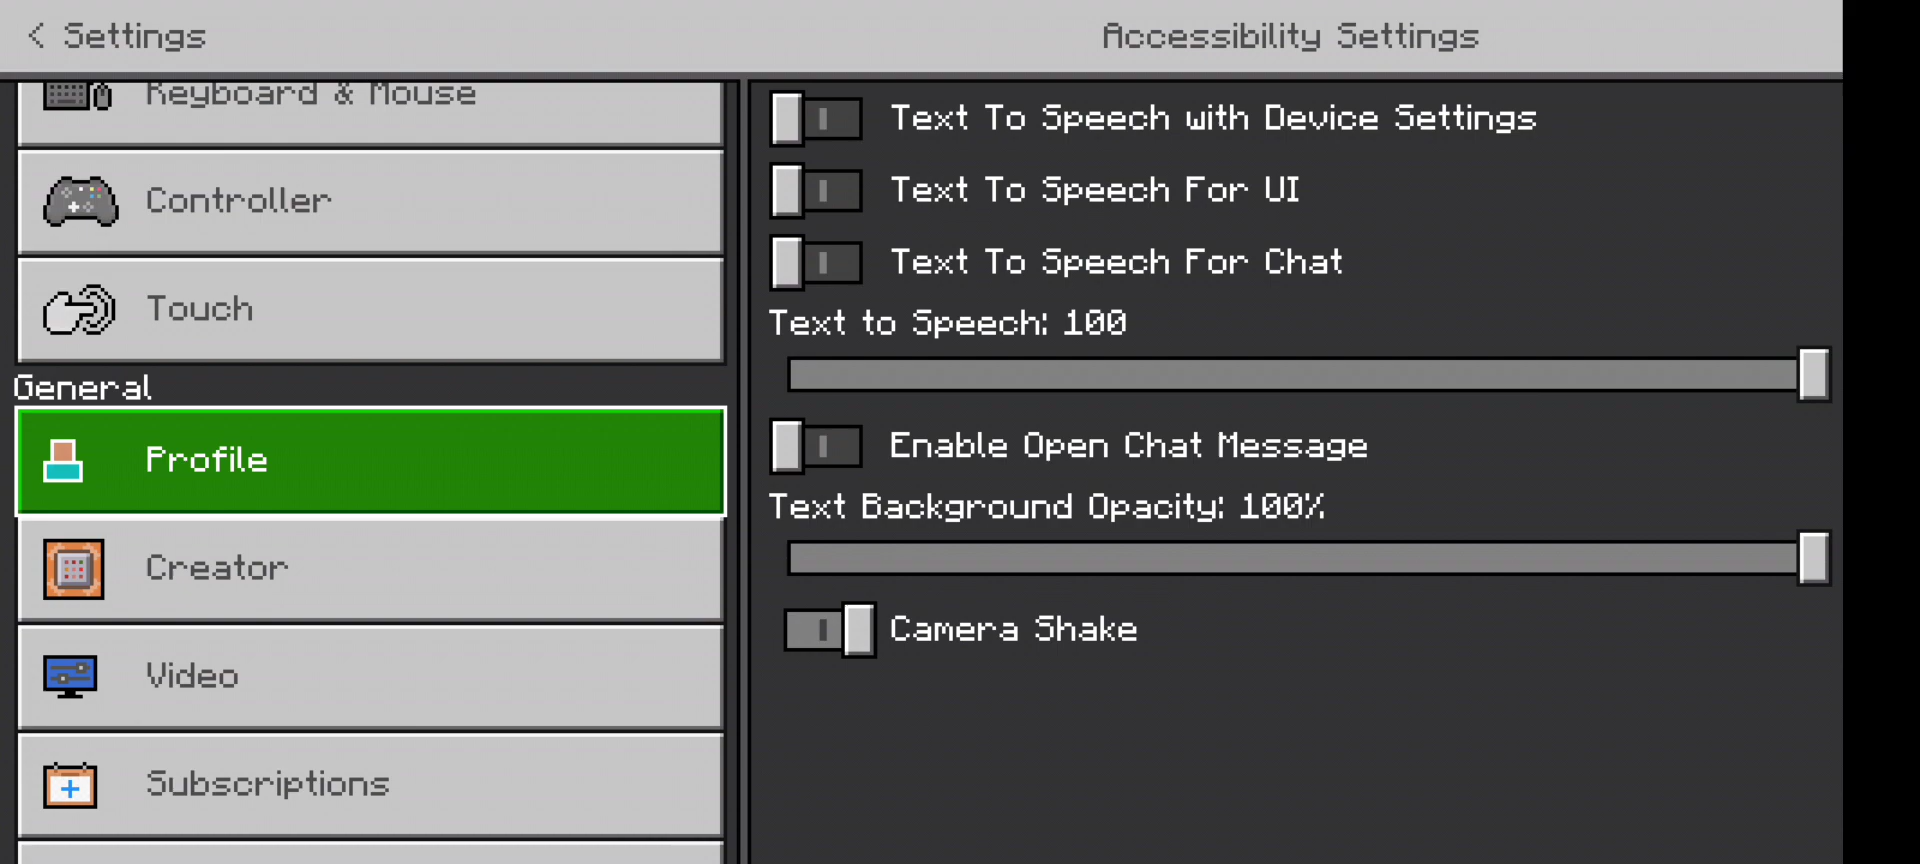 Settings
Accessibility Settings
Keyboard & Mouse
Controller
Touch
General
Profile
Creator
Video
Subscriptions
Text To Speech with Device Settings
Text To Speech For UI
Text To Speech For Chat
Text to Speech: 100
Enable Open Chat Message
Text Background Opacity: 100%
Camera Shake